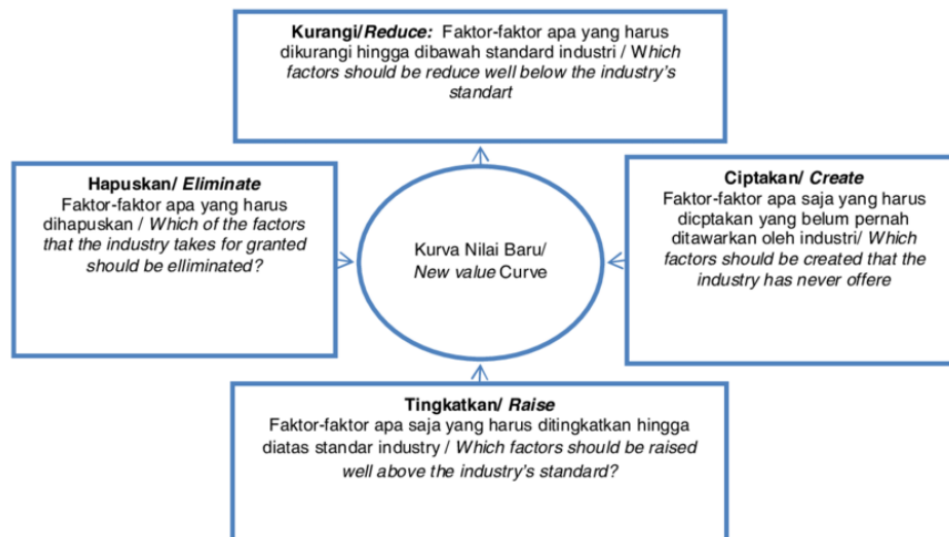 Kurangi/Reduce: Faktor-faktor apa yang harus
dikurangi hingga dibawah standard industri / Which
factors should be reduce well below the industry's
standart
Hapuskan/ Eliminate
Faktor-faktor apa yang harus
dihapuskan / Which of the factors
that the industry takes for granted
should be elliminated?
Kurva Nilai Baru/
New value Curve
Ciptakan/ Create
Faktor-faktor apa saja yang harus
dicptakan yang belum pernah
ditawarkan oleh industri/ Which
factors should be created that the
industry has never offere
Tingkatkan/ Raise
Faktor-faktor apa saja yang harus ditingkatkan hingga
diatas standar industry / Which factors should be raised
well above the industry's standard?